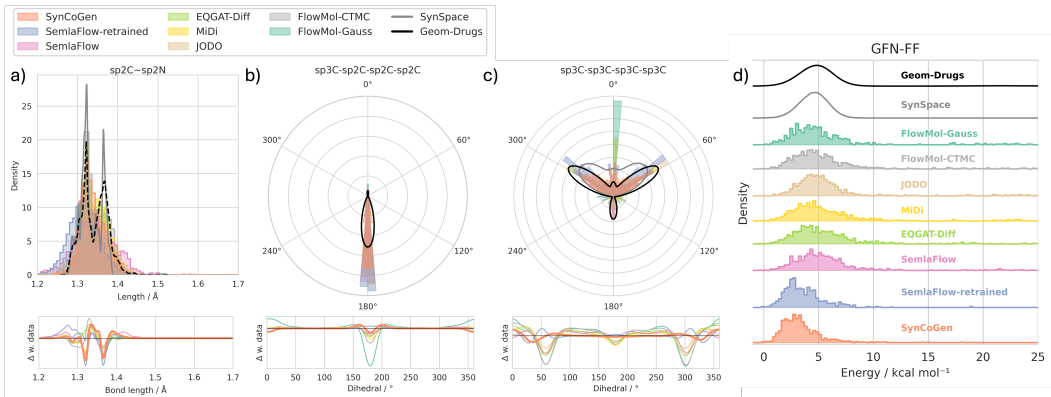 SynCoGen
SemlaFlow-retrained
SemlaFlow
EQGAT-Diff
MiDi
JODO
FlowMol-CTMC
FlowMol-Gauss
SynSpace
Geom-Drugs
a)
sp2C~sp2N
Density
25
20
15
10
5
0
1.2 1.3 1.4 1.5 1.6 1.7
Length / Å
Δ w. data
1.2 1.3 1.4 1.5 1.6 1.7
Bond length / Å
b)
sp3C-sp2C-sp2C-sp2C
0°
300° 60°
240° 120°
180°
Δ w. data
0 50 100 150 200 250 300 350
Dihedral / °
c)
sp3C-sp3C-sp3C-sp3C
0°
300° 60°
240° 120°
180°
Δ w. data
0 50 100 150 200 250 300 350
Dihedral / °
d)
GFN-FF
Density
Geom-Drugs
SynSpace
FlowMol-Gauss
FlowMol-CTMC
JODO
MiDi
EQGAT-Diff
SemlaFlow
SemlaFlow-retrained
SynCoGen
0 5 10 15 20 25
Energy / kcal mol⁻¹